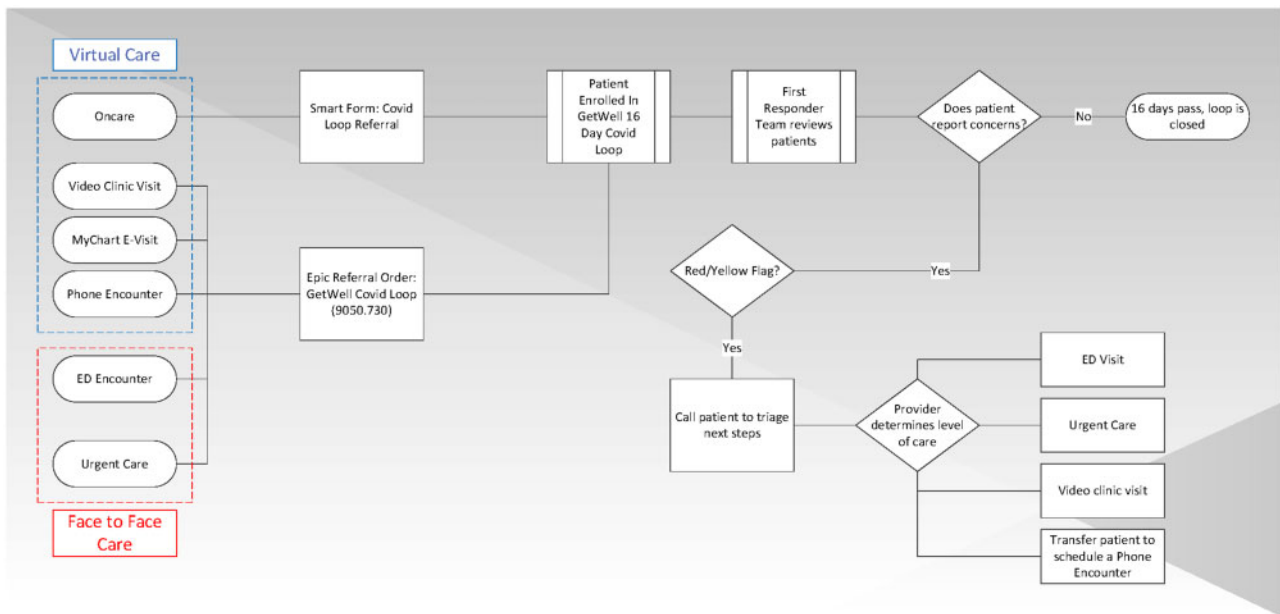 Virtual Care
Oncare
Video Clinic Visit
MyChart E-Visit
Phone Encounter
ED Encounter
Urgent Care
Face to Face
Care
Smart Form: Covid
Loop Referral
Epic Referral Order:
GetWell Covid Loop
(9050.730)
Patient
Enrolled In
GetWell 16
Day Covid
Loop
First
Responder
Team reviews
patients
Does patient
report concerns?
No
16 days pass, loop is
closed
Yes
Red/Yellow Flag?
Yes
Call patient to triage
next steps
Provider
determines level
of care
ED Visit
Urgent Care
Video clinic visit
Transfer patient to
schedule a Phone
Encounter